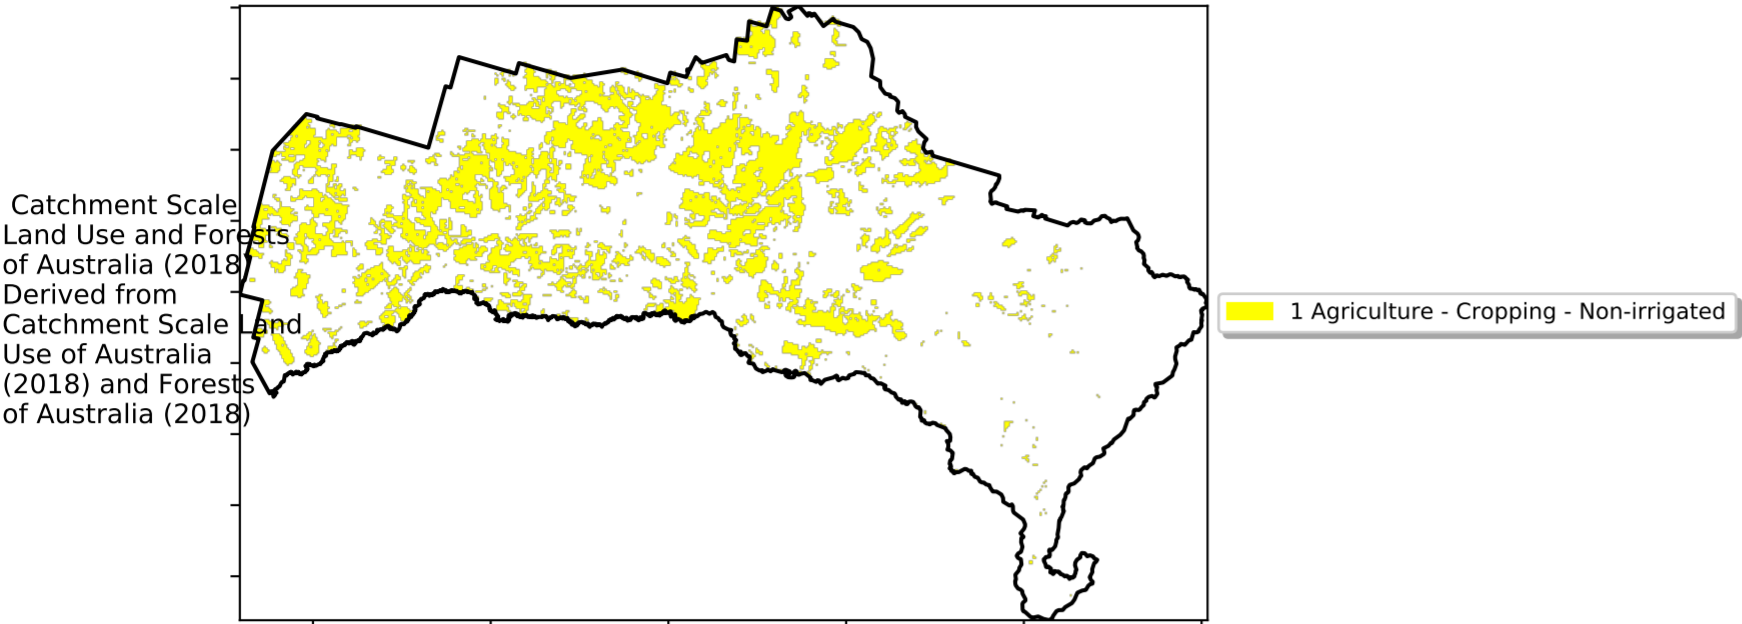 Catchment Scale
Land Use and Forests
of Australia (2018)
Derived from
Catchment Scale Land
Use of Australia
(2018) and Forests
of Australia (2018)
1 Agriculture - Cropping - Non-irrigated